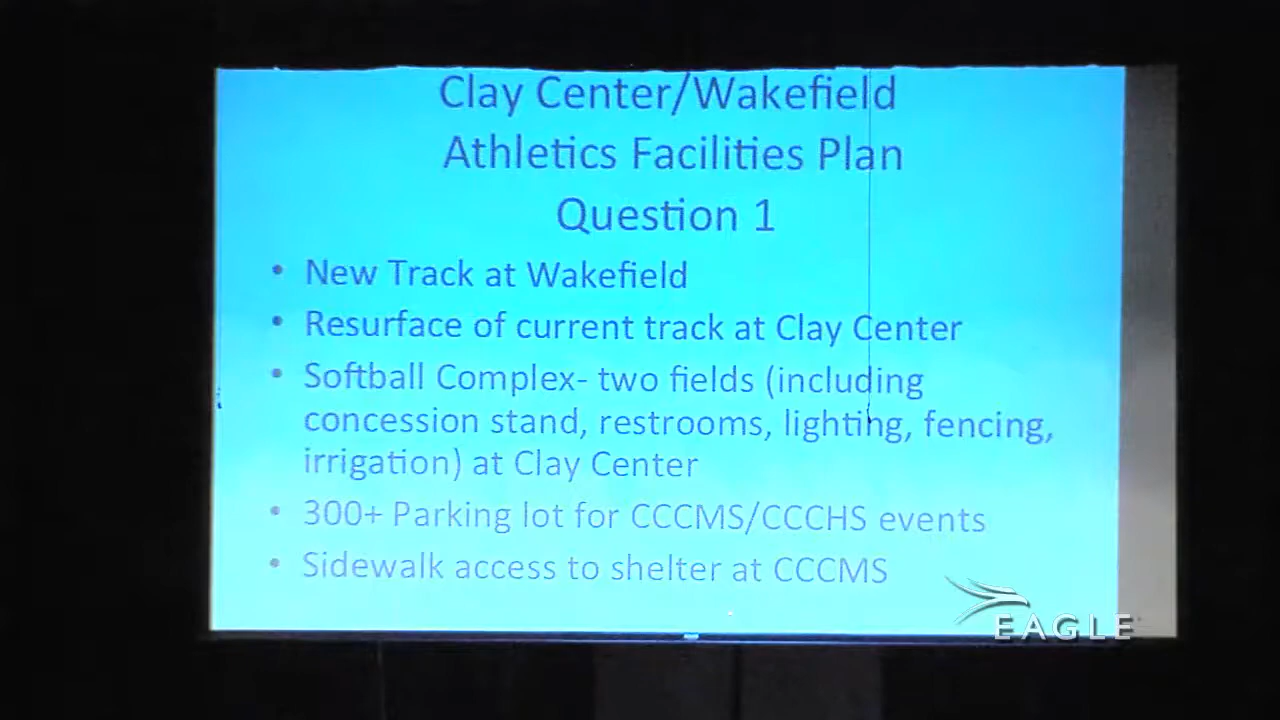 Clay Center/Wakefield
Athletics Facilities Plan
Question 1
• New Track at Wakefield
• Resurface of current track at Clay Center
• Softball Complex- two fields (including
concession stand, restrooms, lighting, fencing,
irrigation) at Clay Center
• 300+ Parking lot for CCCMS/CCCHS events
• Sidewalk access to shelter at CCCMS
EAGLE